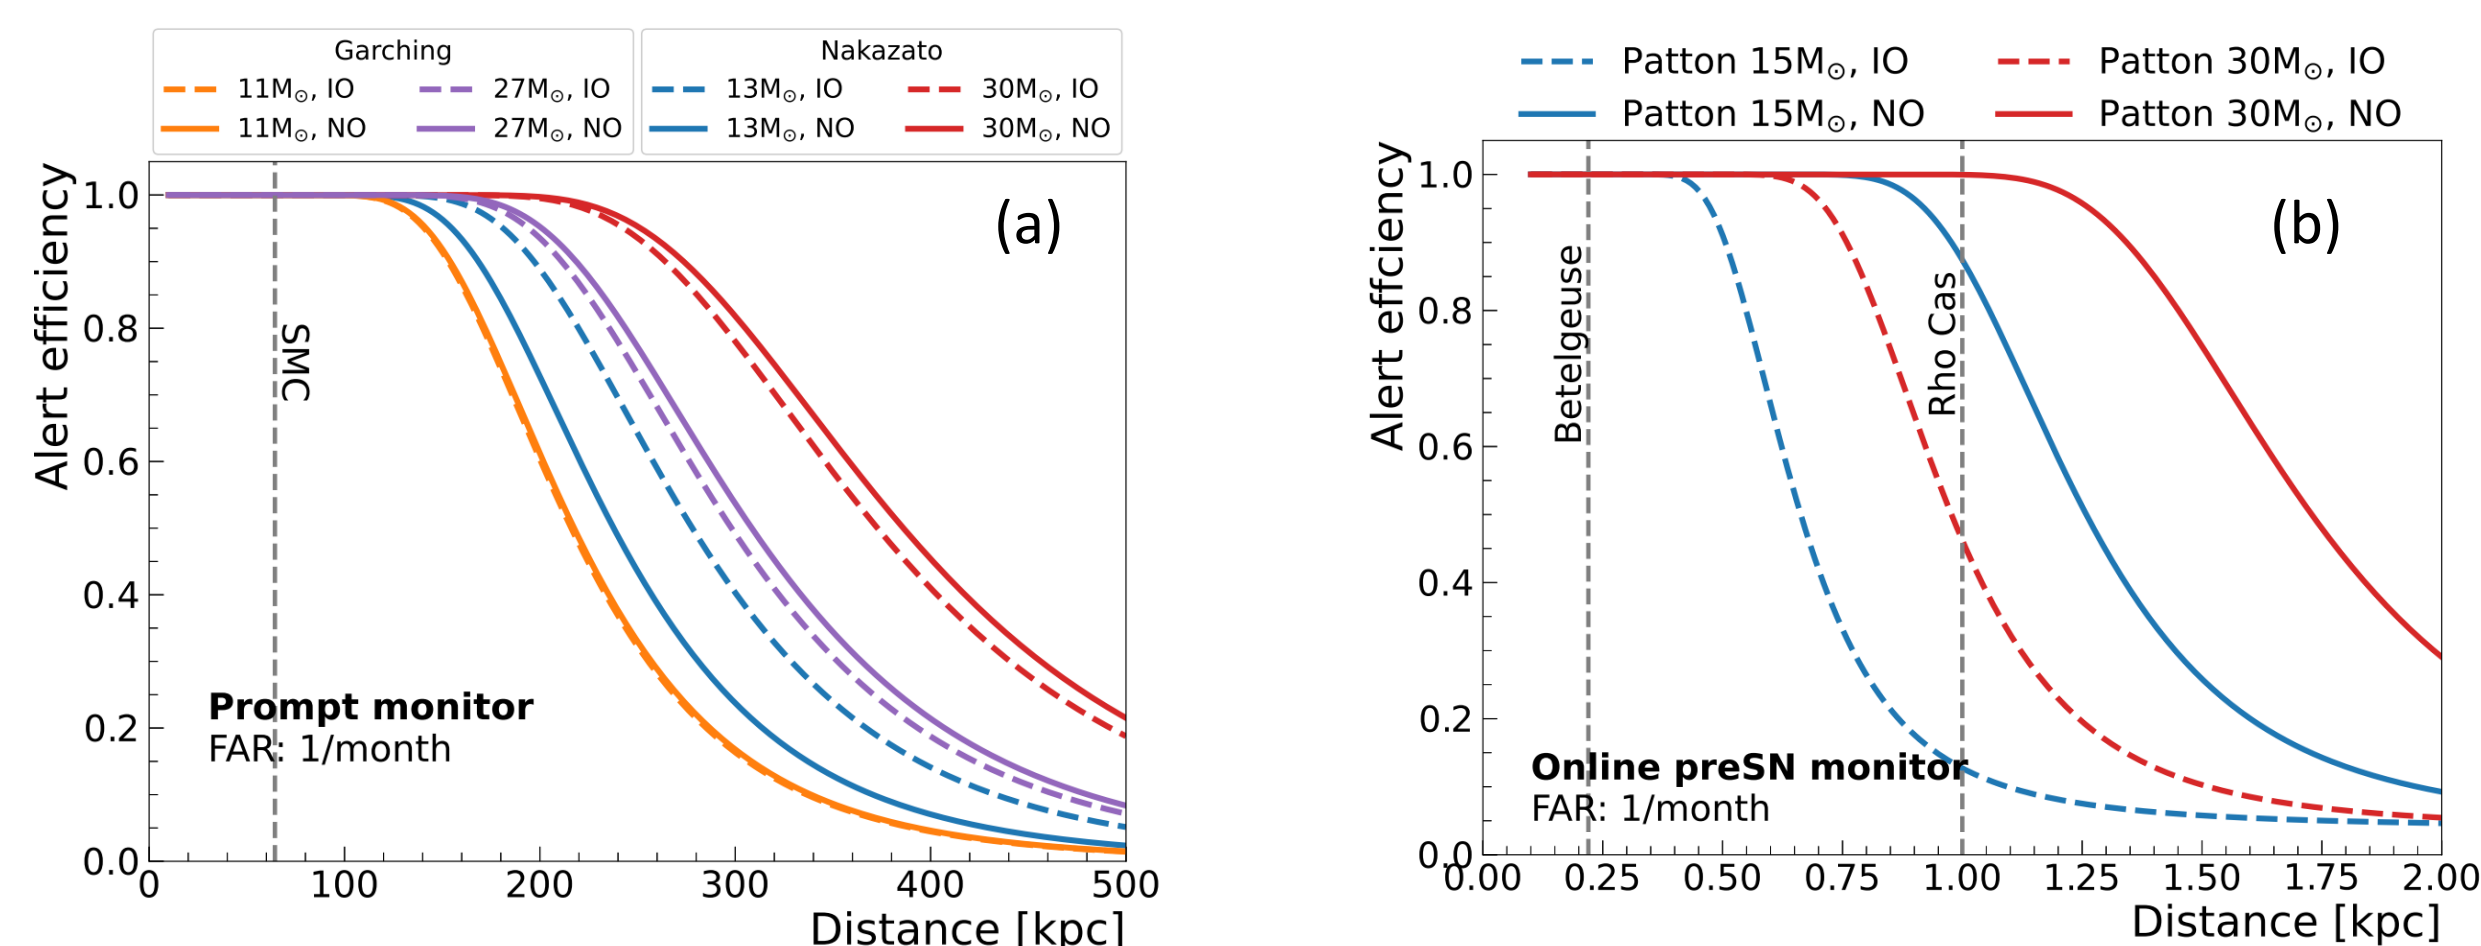 Garching
11M⊙, IO
27M⊙, IO
11M⊙, NO
27M⊙, NO
Nakazato
13M⊙, IO
30M⊙, IO
13M⊙, NO
30M⊙, NO
Alert efficiency
1.0
0.8
0.6
0.4
0.2
0.0
(a)
SMC
Prompt monitor
FAR: 1/month
0 100 200 300 400 500
Distance [kpc]
Patton 15M⊙, IO
Patton 30M⊙, IO
Patton 15M⊙, NO
Patton 30M⊙, NO
Alert effciency
1.0
0.8
0.6
0.4
0.2
0.0
(b)
Betelgeuse
Rho Cas
Online preSN monitor
FAR: 1/month
0.00 0.25 0.50 0.75 1.00 1.25 1.50 1.75 2.00
Distance [kpc]